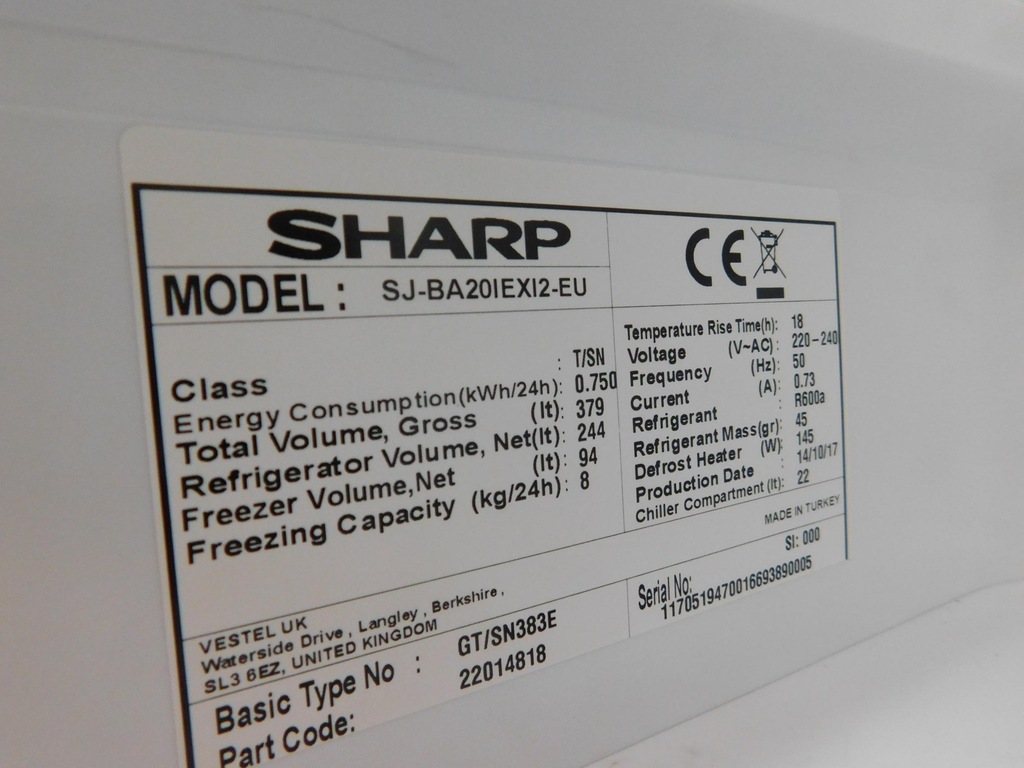 SHARP
CE
MODEL : SJ-BA20IEXI2-EU
Class : T/SN
Energy Consumption(kWh/24h): 0.750
Total Volume, Gross (lt): 379
Refrigerator Volume, Net(lt): 244
Freezer Volume,Net (lt): 94
Freezing Capacity (kg/24h): 8
Temperature Rise Time(h): 18
Voltage (V~AC): 220-240
Frequency (Hz): 50
Current (A): 0.73
Refrigerant : R600a
Refrigerant Mass(gr): 45
Defrost Heater (W): 145
Production Date : 14/10/17
Chiller Compartment (lt): 22
MADE IN TURKEY
VESTEL UK
Waterside Drive, Langley, Berkshire,
SL3 6EZ, UNITED KINGDOM
SI: 000
Serial No:
1170519470016693890005
Basic Type No : GT/SN383E
Part Code: 22014818